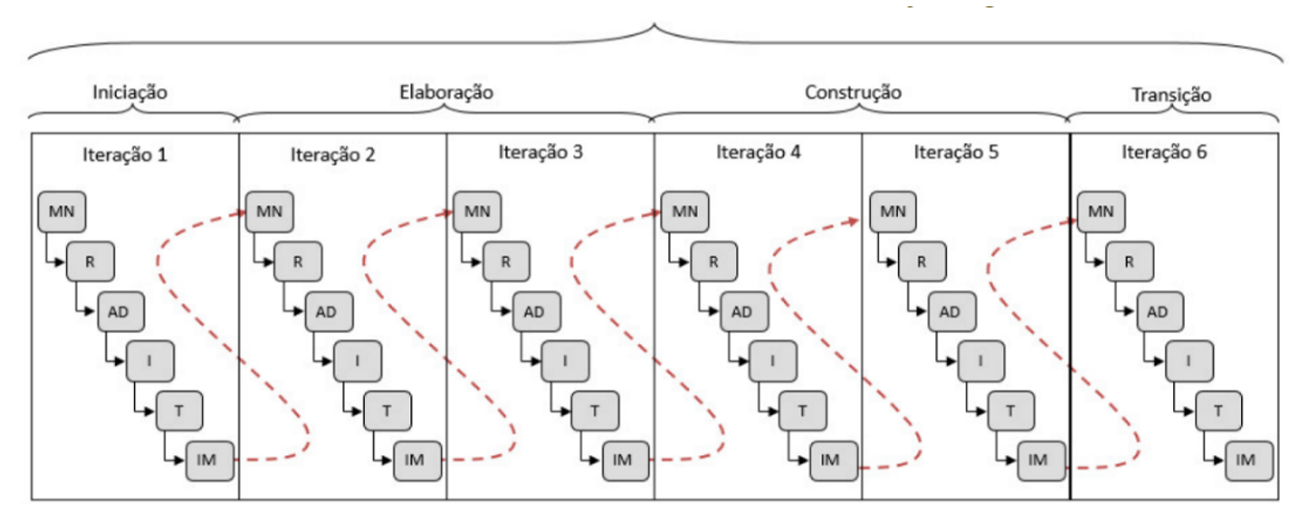 Iniciação Elaboração Construção Transição
Iteração 1 Iteração 2 Iteração 3 Iteração 4 Iteração 5 Iteração 6
MN MN MN MN MN MN
R R R R R R
AD AD AD AD AD AD
I I I I I I
T T T T T T
IM IM IM IM IM IM